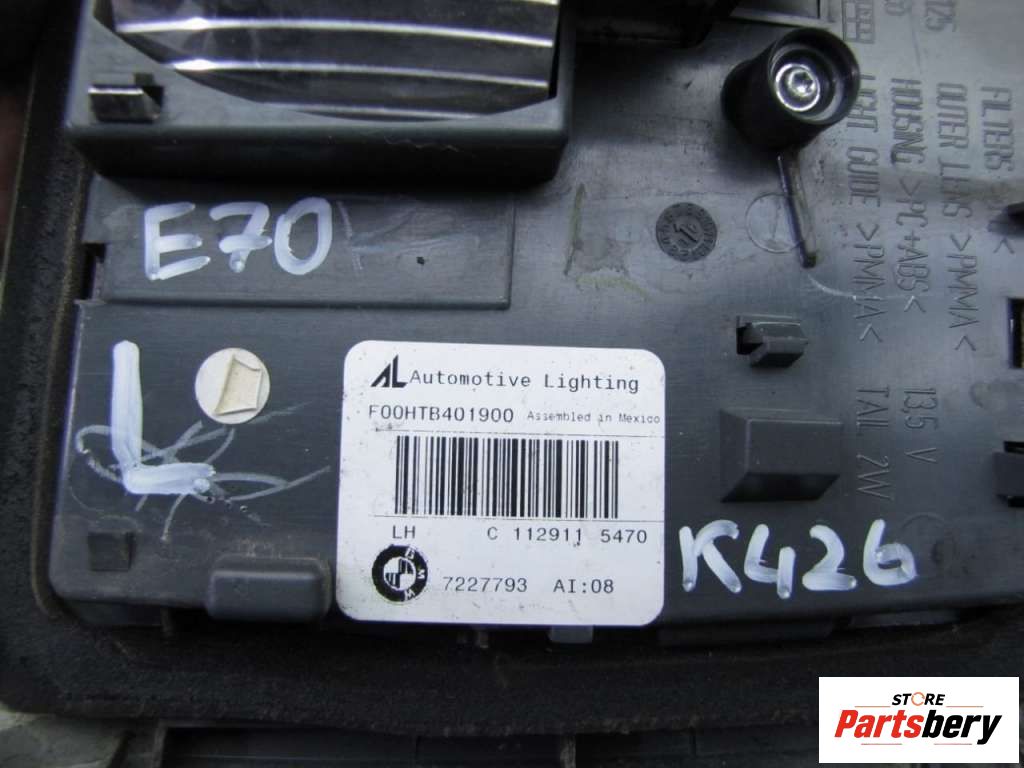 E70
L
AL Automotive Lighting
F00HTB401900 Assembled in Mexico
LH C 112911 5470
BMW
7227793 AI:08
K426
OUTER LENS >PMMA<
HOUSING >PC+ABS<
LIGHT GUIDE >PMMA<
13.5 V
TAIL 2W
STORE
Partsbery